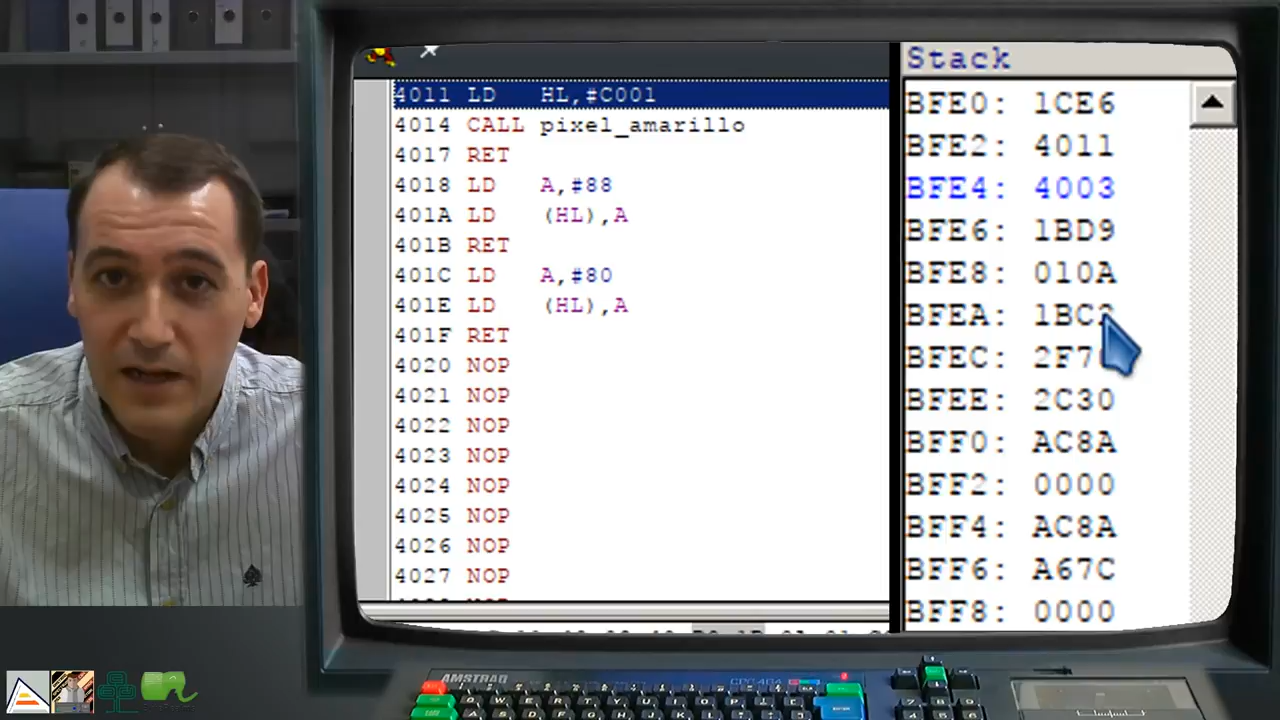 4011 LD HL,#C001
4014 CALL pixel_amarillo
4017 RET
4018 LD A,#88
401A LD (HL),A
401B RET
401C LD A,#80
401E LD (HL),A
401F RET
4020 NOP
4021 NOP
4022 NOP
4023 NOP
4024 NOP
4025 NOP
4026 NOP
4027 NOP
Stack
BFE0: 1CE6
BFE2: 4011
BFE4: 4003
BFE6: 1BD9
BFE8: 010A
BFEA:
BFEC:
BFEE: 2C30
BFF0: AC8A
BFF2: 0000
BFF4: AC8A
BFF6: A67C
BFF8: 0000
AMSTRAD